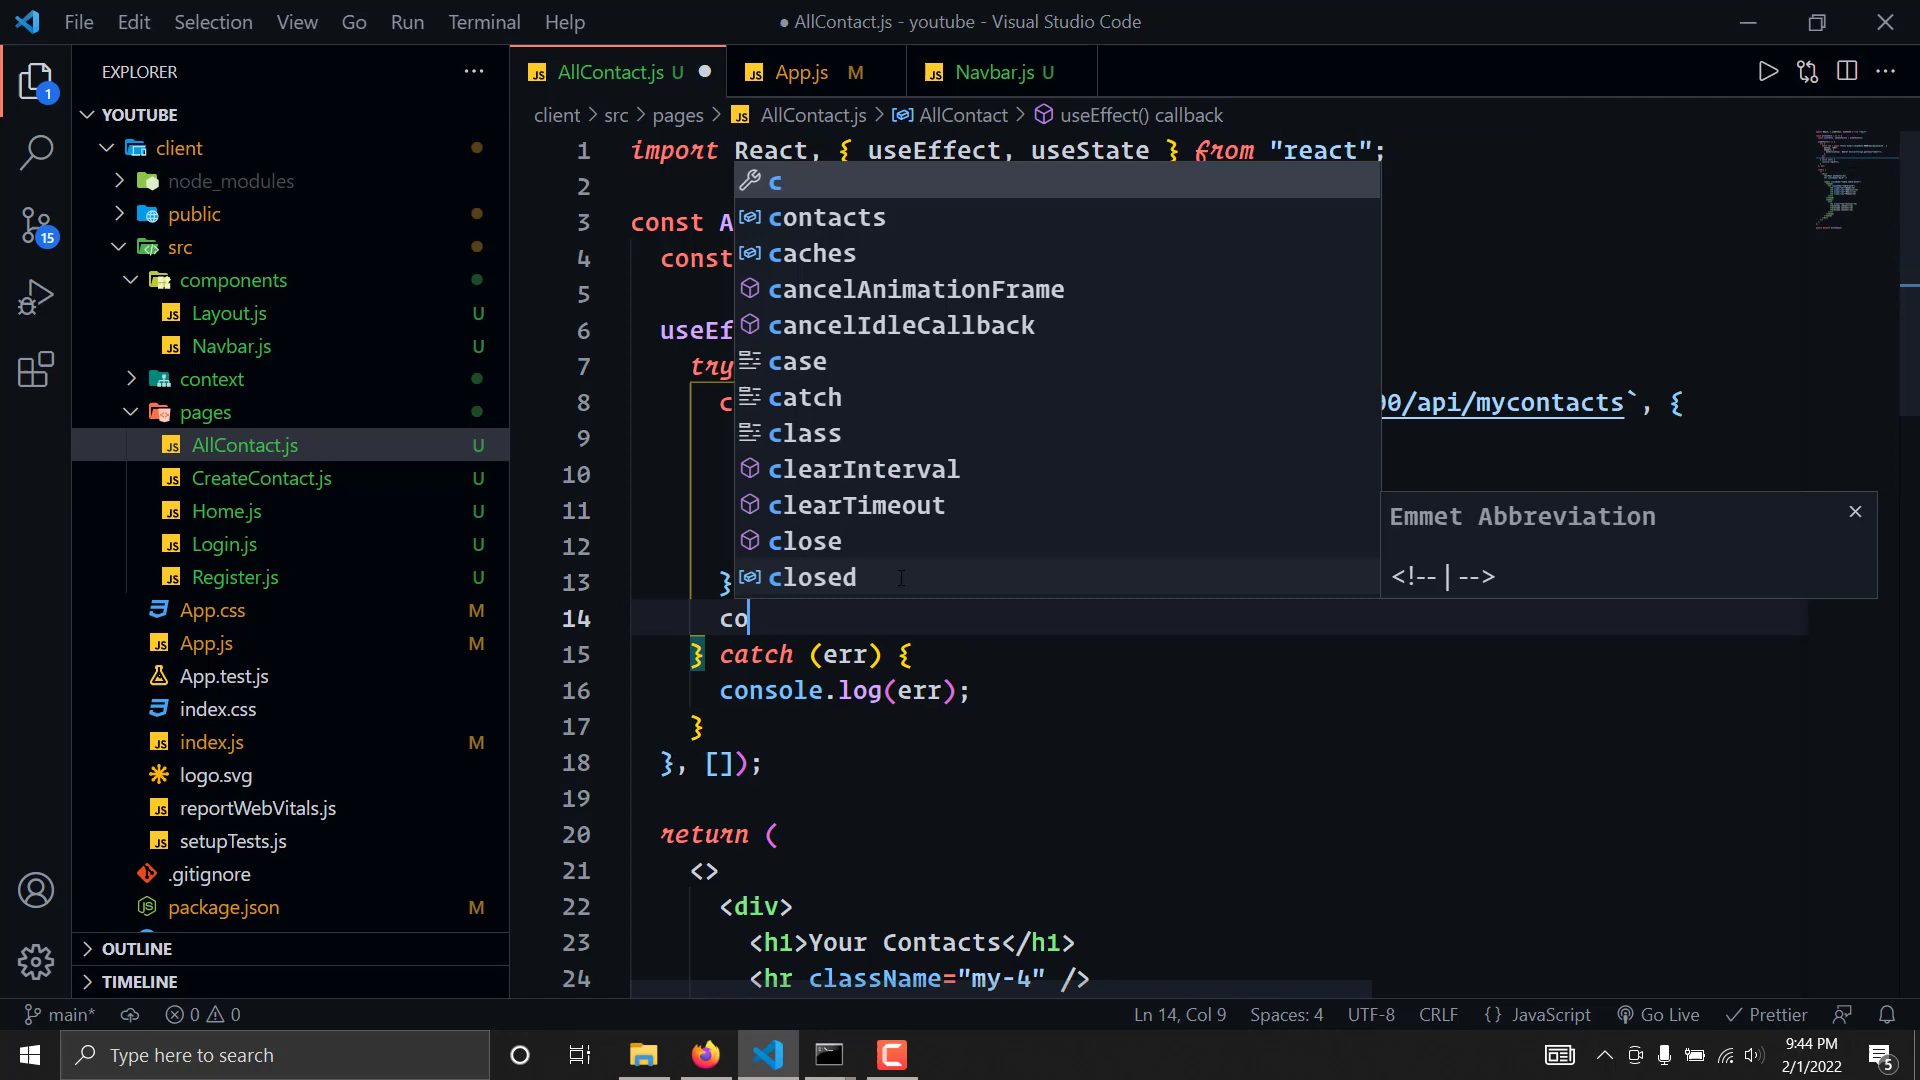 File Edit Selection View Go Run Terminal Help
● AllContact.js - youtube - Visual Studio Code
EXPLORER
AllContact.js U
App.js M
Navbar.js U
1
YOUTUBE
client > src > pages > AllContact.js > AllContact > useEffect() callback
client
node_modules
public
src
components
Layout.js U
Navbar.js U
context
pages
AllContact.js U
CreateContact.js U
Home.js U
Login.js U
Register.js U
App.css
App.js M
App.test.js
index.css
index.js M
logo.svg
reportWebVitals.js
setupTests.js
.gitignore
package.json M
OUTLINE
TIMELINE
15
1 import React, { useEffect, useState } from "react";
2
3 const A
4 const
5
6 useEf
7 try
8 c 00/api/mycontacts`, {
9
10
11
12
13 }
14 co
15 } catch (err) {
16 console.log(err);
17 }
18 }, []);
19
20 return (
21 <>
22 <div>
23 <h1>Your Contacts</h1>
24 <hr className="my-4" />
c
contacts
caches
cancelAnimationFrame
cancelIdleCallback
case
catch
class
clearInterval
clearTimeout
close
closed
Emmet Abbreviation
<!-- | -->
main* 0 0 Ln 14, Col 9 Spaces: 4 UTF-8 CRLF {} JavaScript Go Live Prettier
Type here to search
9:44 PM
2/1/2022
5